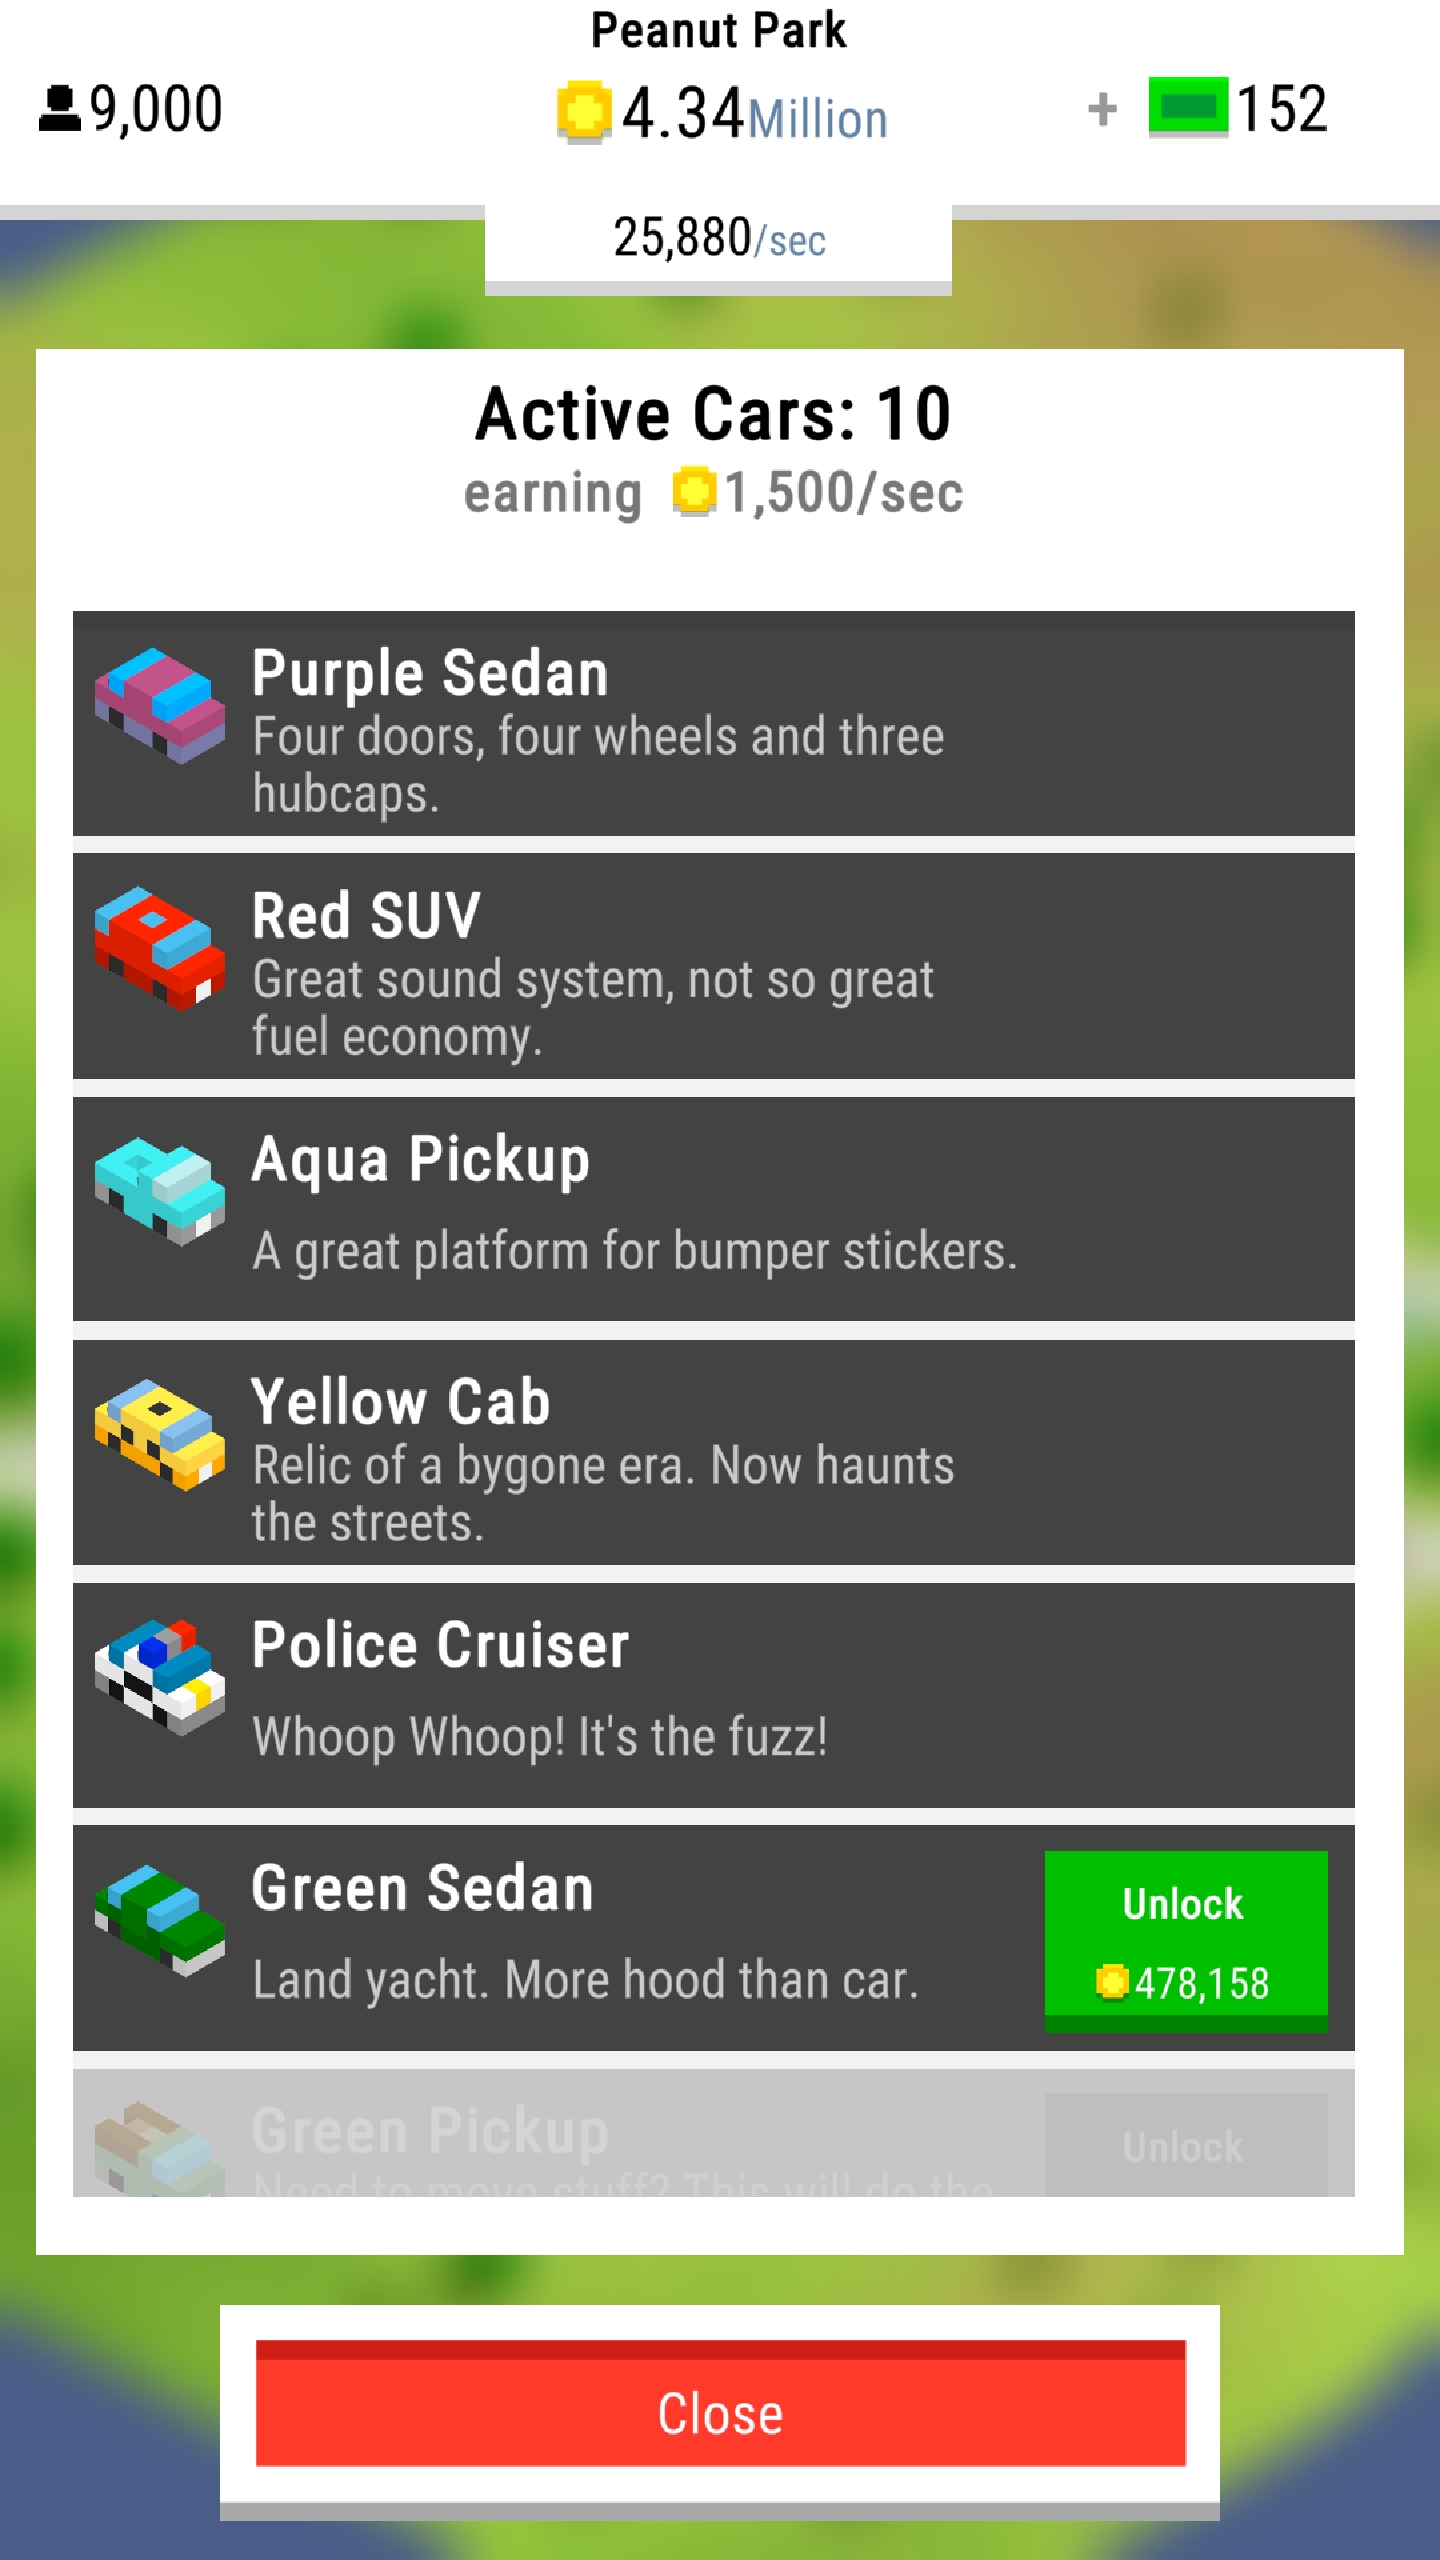 Peanut Park
9,000
4.34Million
+ 152
25,880/sec
Active Cars: 10
earning 1,500/sec
Purple Sedan
Four doors, four wheels and three
hubcaps.
Red SUV
Great sound system, not so great
fuel economy.
Aqua Pickup
A great platform for bumper stickers.
Yellow Cab
Relic of a bygone era. Now haunts
the streets.
Police Cruiser
Whoop Whoop! It's the fuzz!
Green Sedan
Land yacht. More hood than car.
Unlock
478,158
Green Pickup
Need to move stuff? This will do the
Unlock
Close